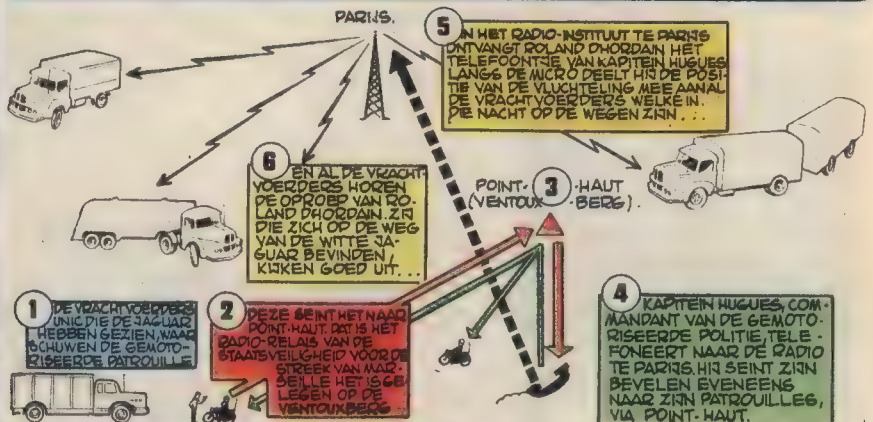 PARIJS.
5
IN HET RADIO-INSTITUUT TE PARIJS
ONTVANGT ROLAND DHORDAIN HET
TELEFOONTJE VAN KAPITEIN HUGUES
LANGS DE MICRO DEELT HIJ DE POSI-
TIE VAN DE VLUCHTELING MEE AAN AL
DE VRACHTVOERDERS WELKE IN
DIE NACHT OP DE WEGEN ZIJN...
6
EN AL DE VRACHT-
VOERDERS HOREN
DE OPROEP VAN RO-
LAND DHORDAIN. ZIJ
DIE ZICH OP DE WEG
VAN DE WITTE JA-
GUAR BEVINDEN,
KIJKEN GOED UIT...
POINT- 3 -HAUT
(VENTOUX -BERG).
1
DE VRACHTVOERDERS
UNIC DIE DE JAGUAR
HEBBEN GEZIEN, WAAR
SCHUWEN DE GEMOTO-
RISEERDE PATROUILLE
2
DEZE SEINT HET NAAR
POINT-HAUT. DAT IS HET
RADIO-RELAIS VAN DE
STAATSVEILIGHEID VOOR DE
STREEK VAN MAR-
SEILLE HET IS GE-
LEGEN OP DE
VENTOUXBERG
4
KAPITEIN HUGUES, COM-
MANDANT VAN DE GEMOTO-
RISEERDE POLITIE, TELE-
FONEERT NAAR DE RADIO
TE PARIJS. HIJ SEINT ZIJN
BEVELEN EVENEENS
NAAR ZIJN PATROUILLES,
VIA POINT-HAUT.